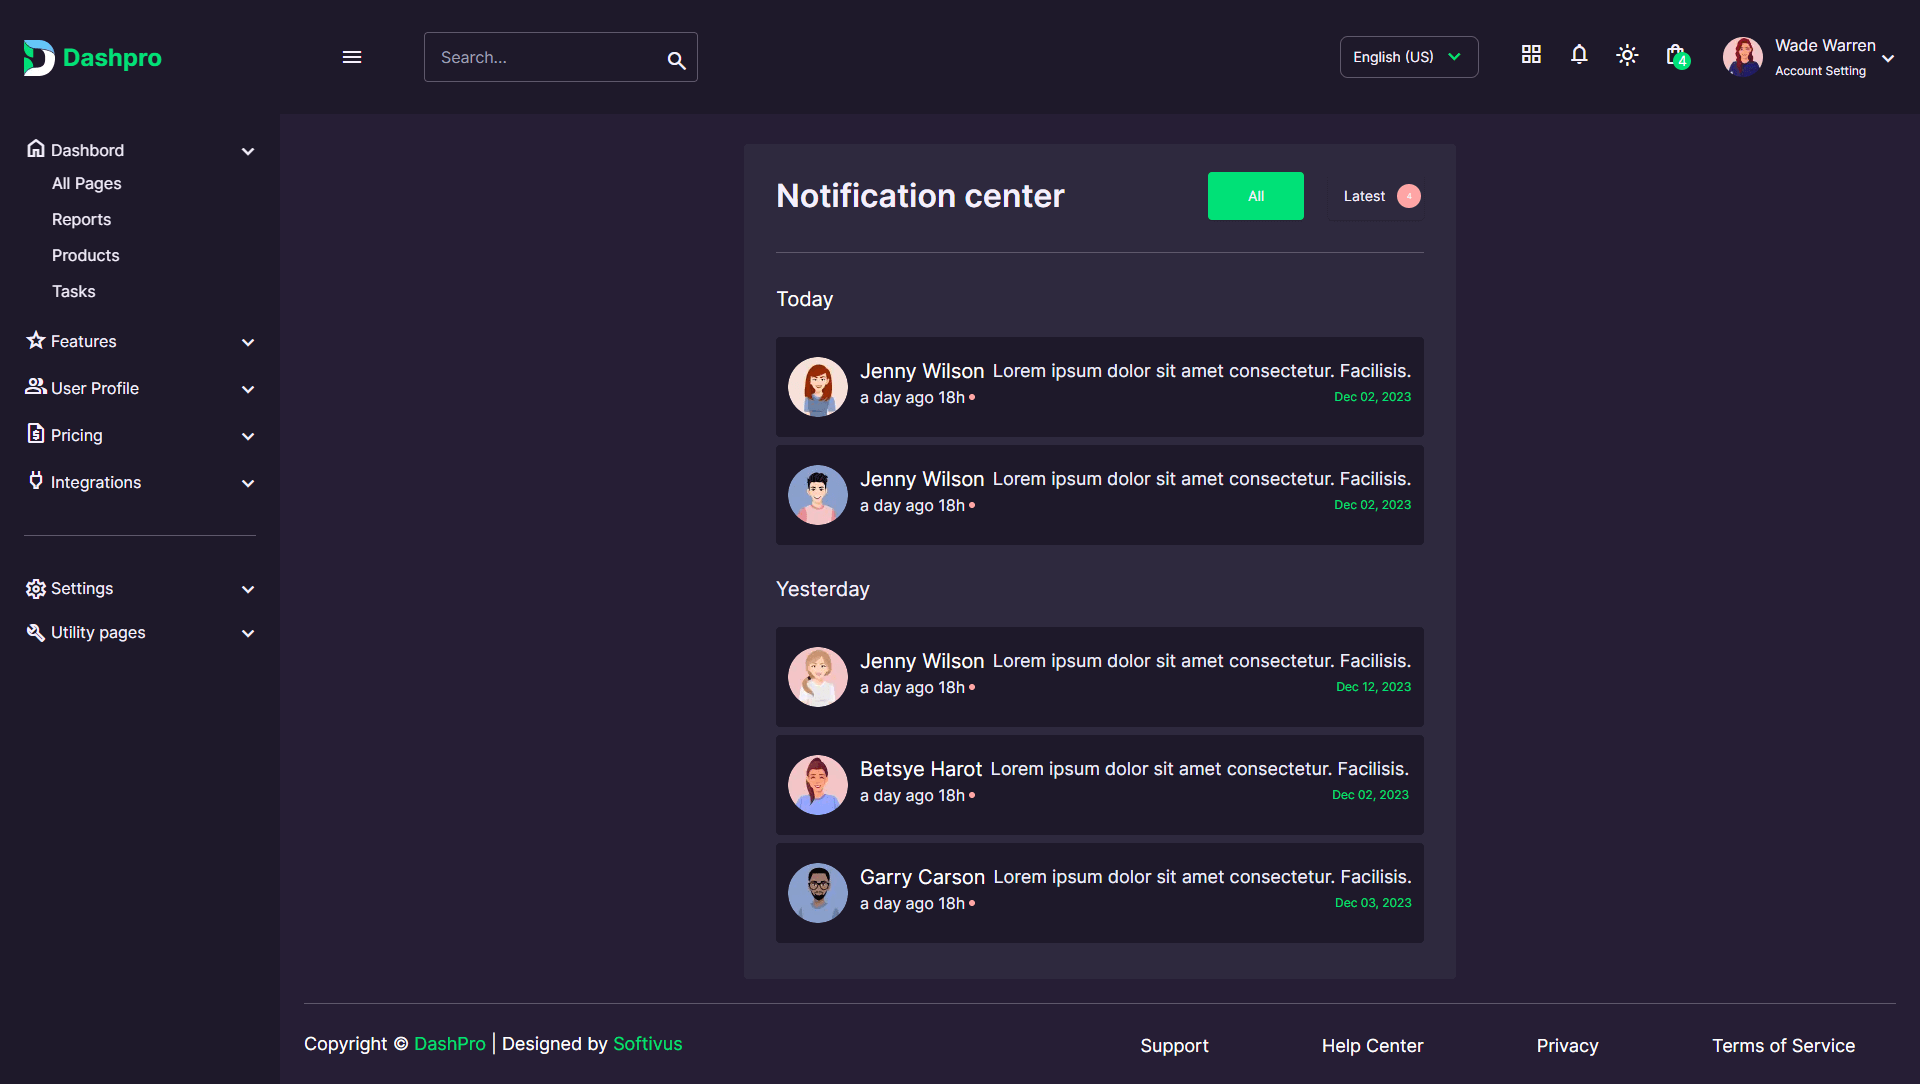 Dashpro
Search...
English (US)
4
Wade Warren
Account Setting
Dashbord
All Pages
Reports
Products
Tasks
Features
User Profile
Pricing
Integrations
Settings
Utility pages
Notification center
All
Latest 4
Today
Jenny Wilson Lorem ipsum dolor sit amet consectetur. Facilisis.
a day ago 18h Dec 02, 2023
Jenny Wilson Lorem ipsum dolor sit amet consectetur. Facilisis.
a day ago 18h Dec 02, 2023
Yesterday
Jenny Wilson Lorem ipsum dolor sit amet consectetur. Facilisis.
a day ago 18h Dec 12, 2023
Betsye Harot Lorem ipsum dolor sit amet consectetur. Facilisis.
a day ago 18h Dec 02, 2023
Garry Carson Lorem ipsum dolor sit amet consectetur. Facilisis.
a day ago 18h Dec 03, 2023
Copyright © DashPro | Designed by Softivus
Support
Help Center
Privacy
Terms of Service